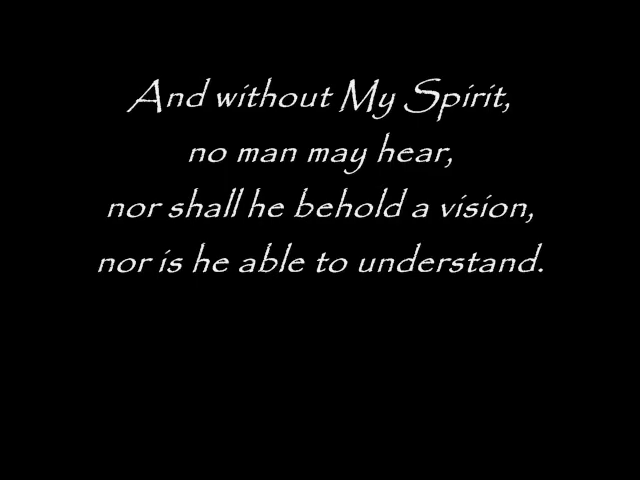 And without My Spirit,
no man may hear,
nor shall he behold a vision,
nor is he able to understand.